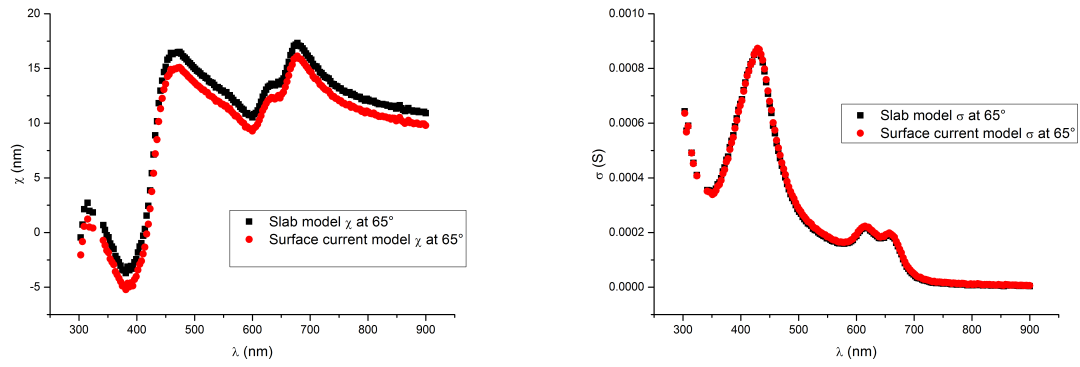 20
15
10
5
0
-5
χ (nm)
300 400 500 600 700 800 900
λ (nm)
Slab model χ at 65°
Surface current model χ at 65°
0.0010
0.0008
0.0006
0.0004
0.0002
0.0000
σ (S)
300 400 500 600 700 800 900
λ (nm)
Slab model σ at 65°
Surface current model σ at 65°